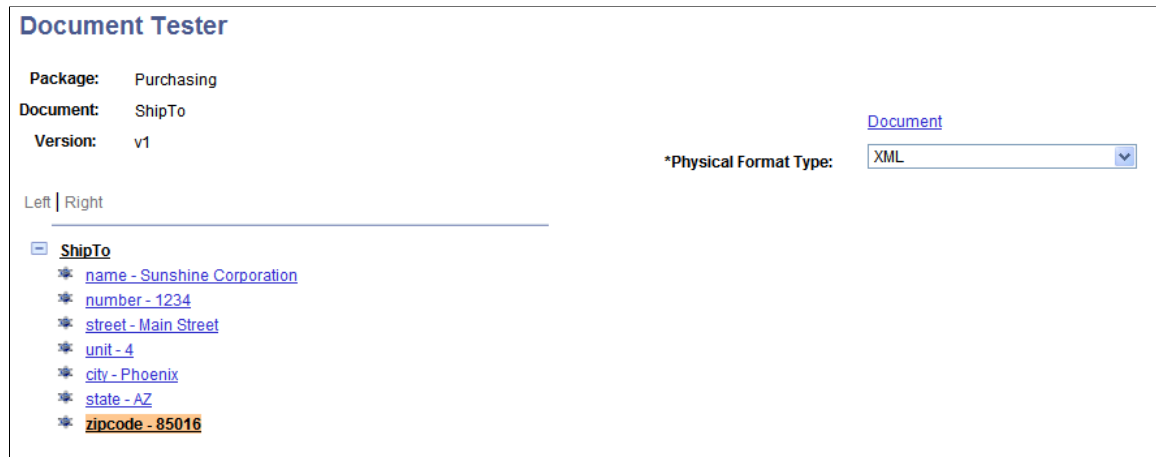 Document Tester
Package: Purchasing
Document: ShipTo
Version: v1
Document
*Physical Format Type: XML
Left | Right
ShipTo
name - Sunshine Corporation
number - 1234
street - Main Street
unit - 4
city - Phoenix
state - AZ
zipcode - 85016